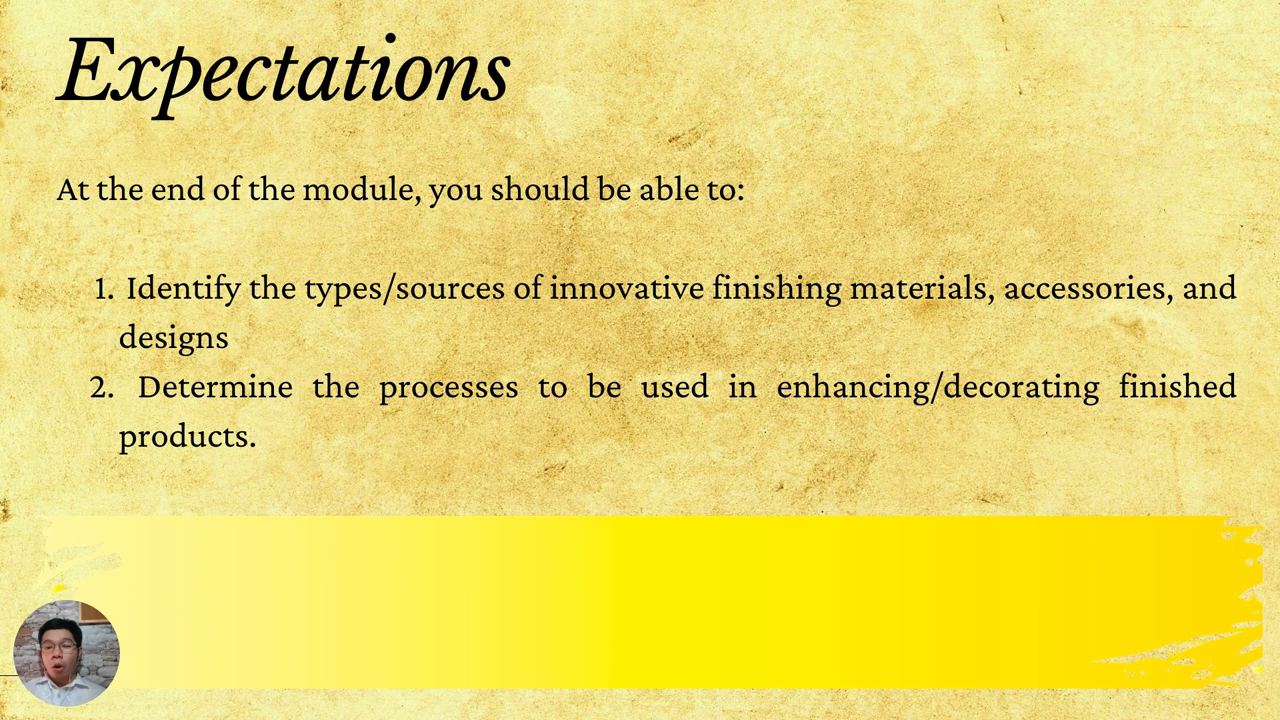 Expectations
At the end of the module, you should be able to:
1. Identify the types/sources of innovative finishing materials, accessories, and
designs
2. Determine the processes to be used in enhancing/decorating finished
products.